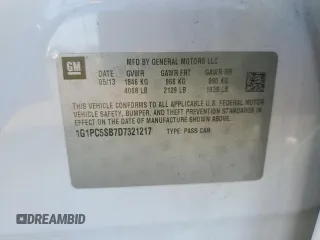 GM
MFD BY GENERAL MOTORS LLC
DATE GVWR GAWR FRT GAWR RR
05/13 1846 KG 966 KG 880 KG
4069 LB 2129 LB 1939 LB
THIS VEHICLE CONFORMS TO ALL APPLICABLE U.S. FEDERAL MOTOR
VEHICLE SAFETY, BUMPER, AND THEFT PREVENTION STANDARDS IN
EFFECT ON THE DATE OF MANUFACTURE SHOWN ABOVE.
1G1PC5SB7D7321217 TYPE: PASS CAR
DREAMBID